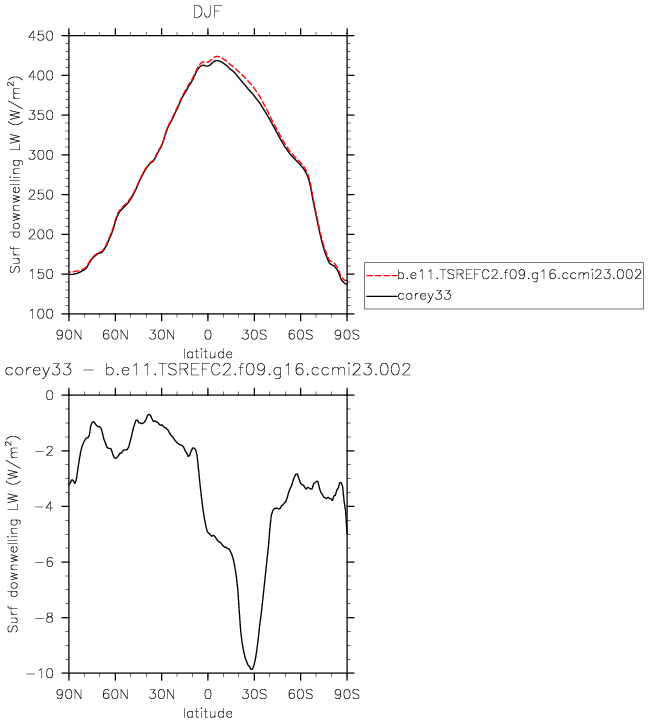 DJF
Surf downwelling LW (W/m²)
450
400
350
300
250
200
150
100
90N 60N 30N 0 30S 60S 90S
latitude
b.e11.TSREFC2.f09.g16.ccmi23.002
corey33
corey33 − b.e11.TSREFC2.f09.g16.ccmi23.002
Surf downwelling LW (W/m²)
0
−2
−4
−6
−8
−10
90N 60N 30N 0 30S 60S 90S
latitude